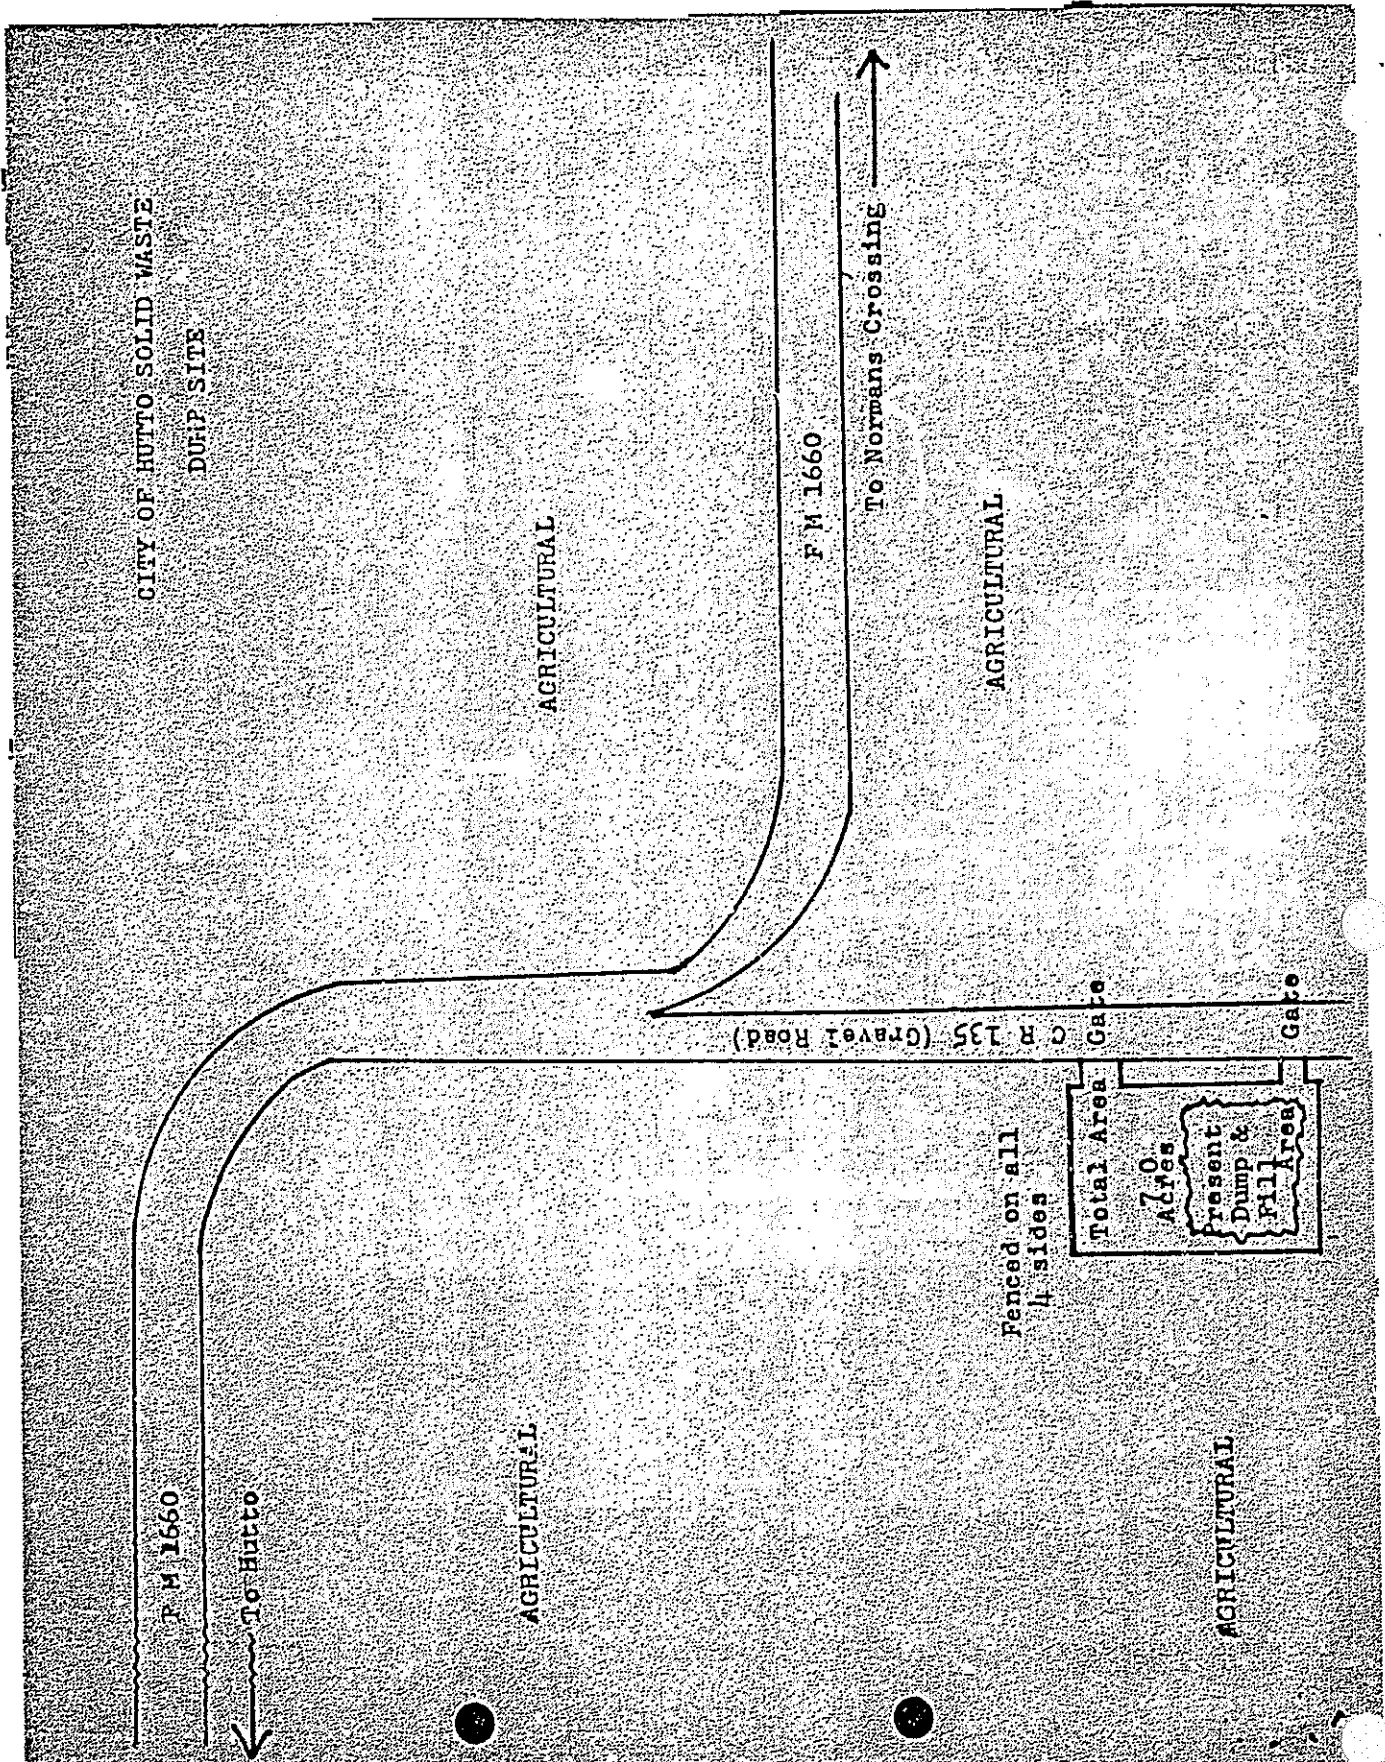 CITY OF HUTTO SOLID WASTE
DUMP SITE
F M 1660
To Hutto
AGRICULTURAL
AGRICULTURAL
F M 1660
To Normans Crossing
AGRICULTURAL
C R 135 (Gravel Road)
Fenced on all
4 sides
Gate
Total Area
7.0
Acres
Present
Dump &
Fill
Area
Gate
AGRICULTURAL